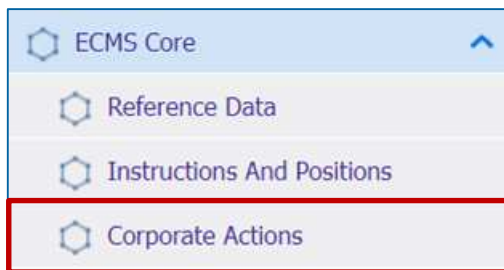 ECMS Core
Reference Data
Instructions And Positions
Corporate Actions